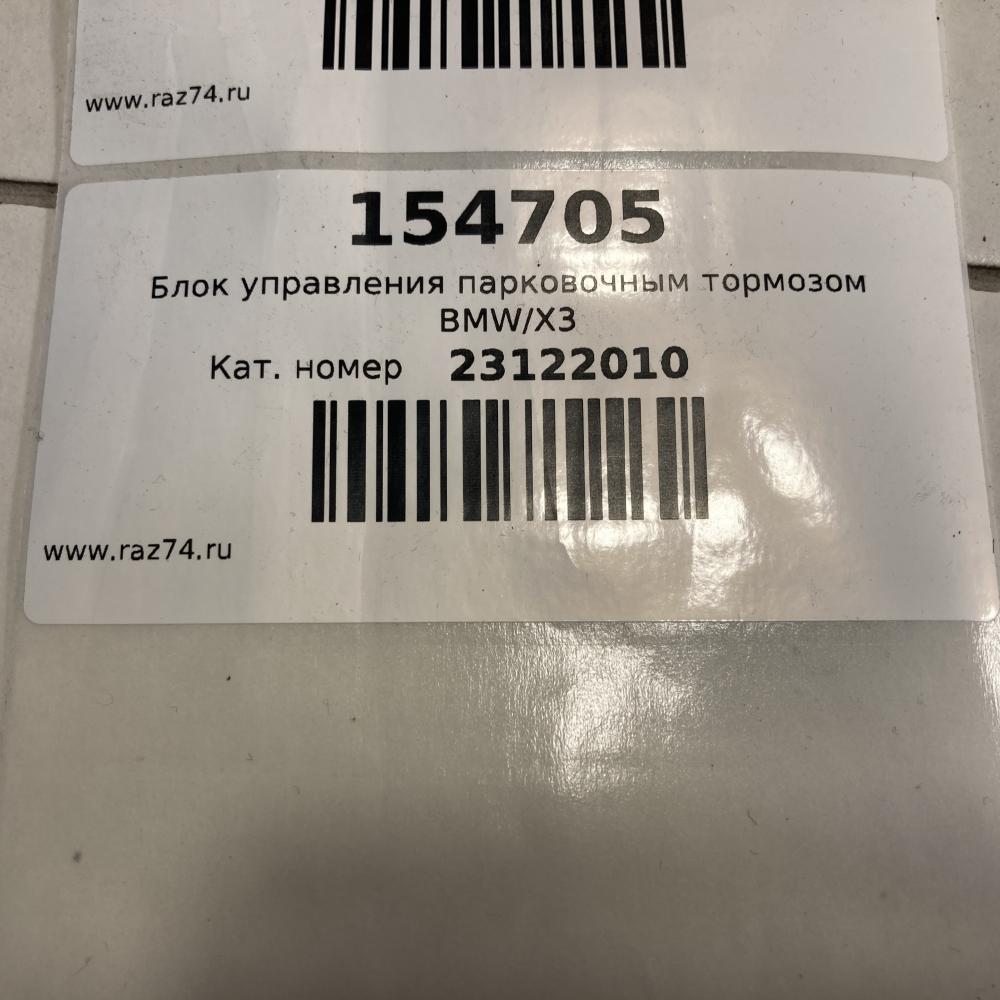 www.raz74.ru
154705
Блок управления парковочным тормозом
BMW/X3
Кат. номер 23122010
www.raz74.ru